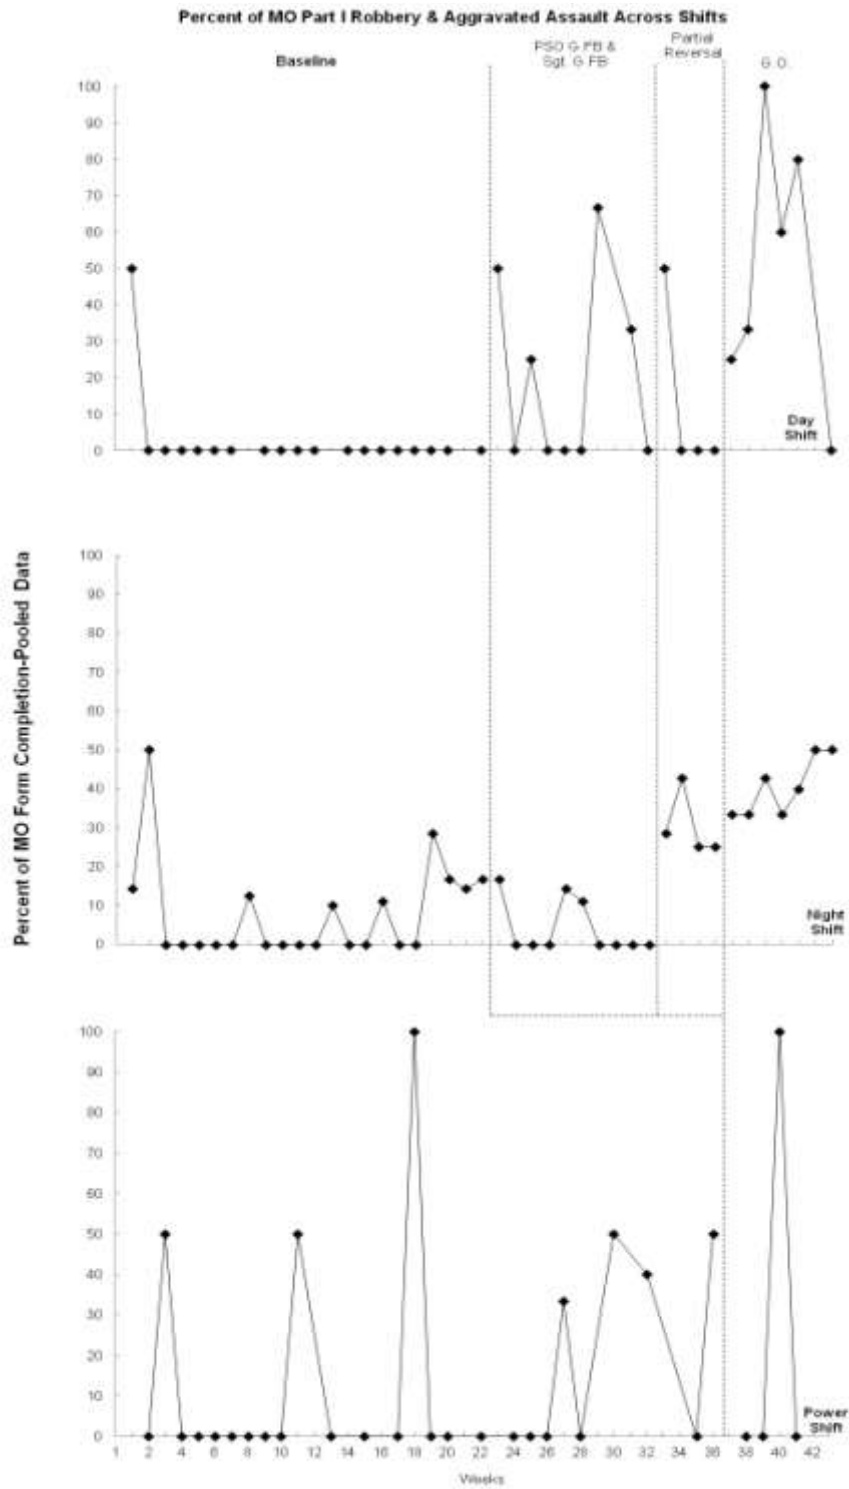 Percent of MO Part I Robbery & Aggravated Assault Across Shifts
Baseline
PSO G FB &
Sgt. G FB
Partial
Reversal
G. O.
100
90
80
70
60
50
40
30
20
10
0
Day
Shift
Percent of MO Form Completion-Pooled Data
100
90
80
70
60
50
40
30
20
10
0
Night
Shift
100
90
80
70
60
50
40
30
20
10
0
Power
Shift
1 2 4 6 8 10 12 14 16 18 20 22 24 26 28 30 32 34 36 38 40 42
Weeks